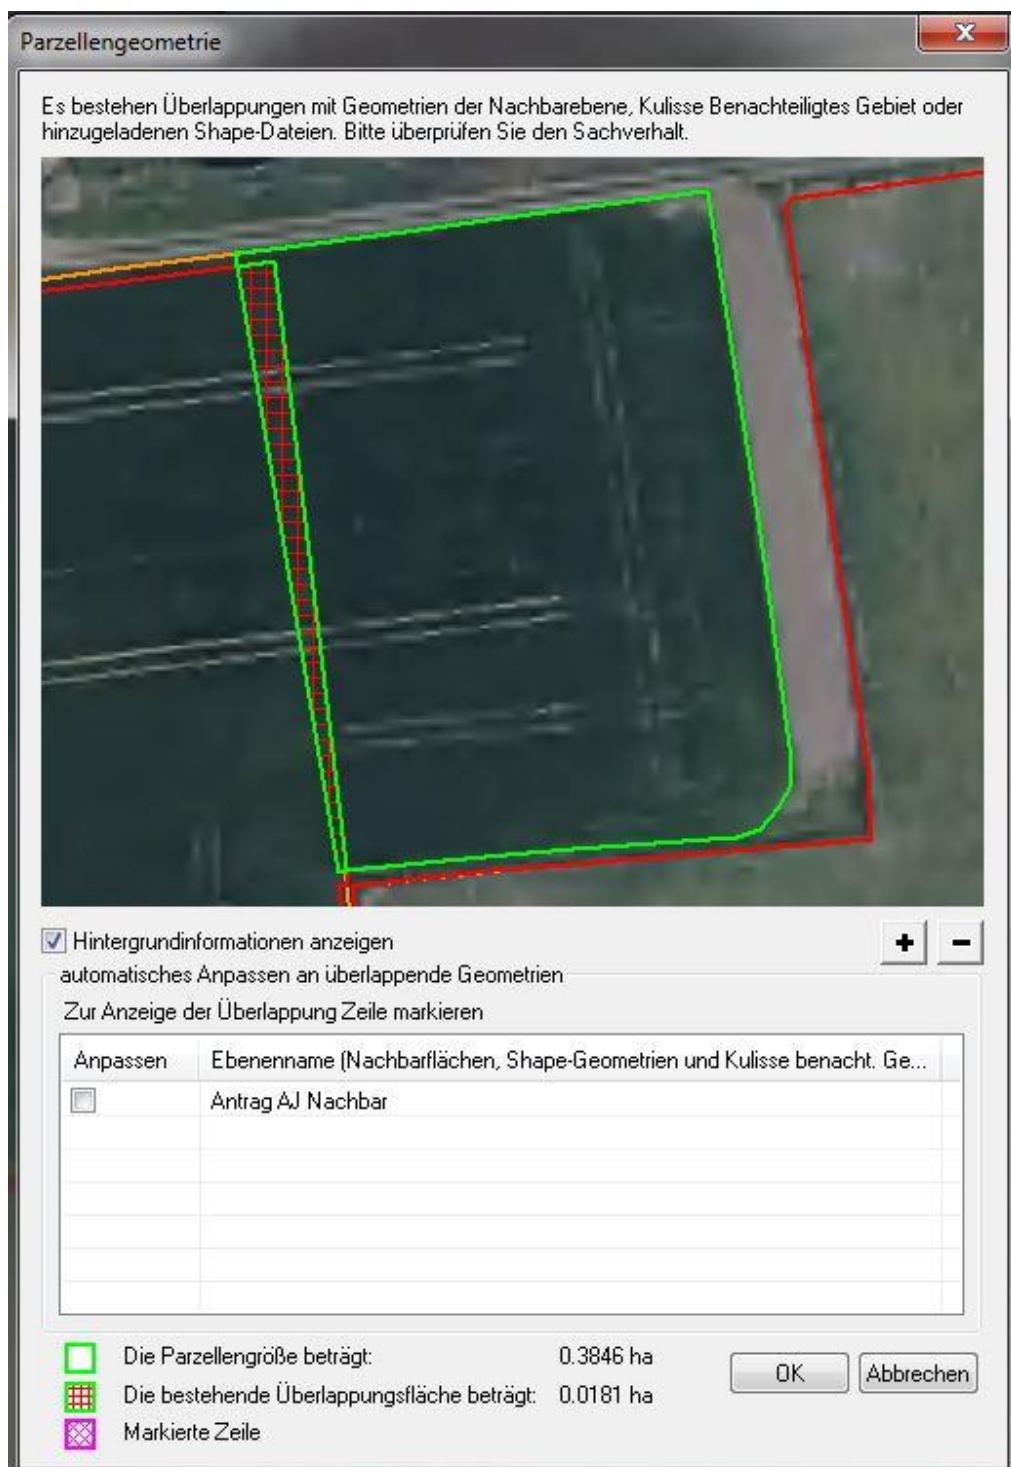 Parzellengeometrie
Es bestehen Überlappungen mit Geometrien der Nachbarebene, Kulisse Benachteiligtes Gebiet oder
hinzugeladenen Shape-Dateien. Bitte überprüfen Sie den Sachverhalt.
Hintergrundinformationen anzeigen
+ -
automatisches Anpassen an überlappende Geometrien
Zur Anzeige der Überlappung Zeile markieren
Anpassen Ebenenname (Nachbarflächen, Shape-Geometrien und Kulisse benacht. Ge...
Antrag AJ Nachbar
Die Parzellengröße beträgt: 0.3846 ha
OK Abbrechen
Die bestehende Überlappungsfläche beträgt: 0.0181 ha
Markierte Zeile